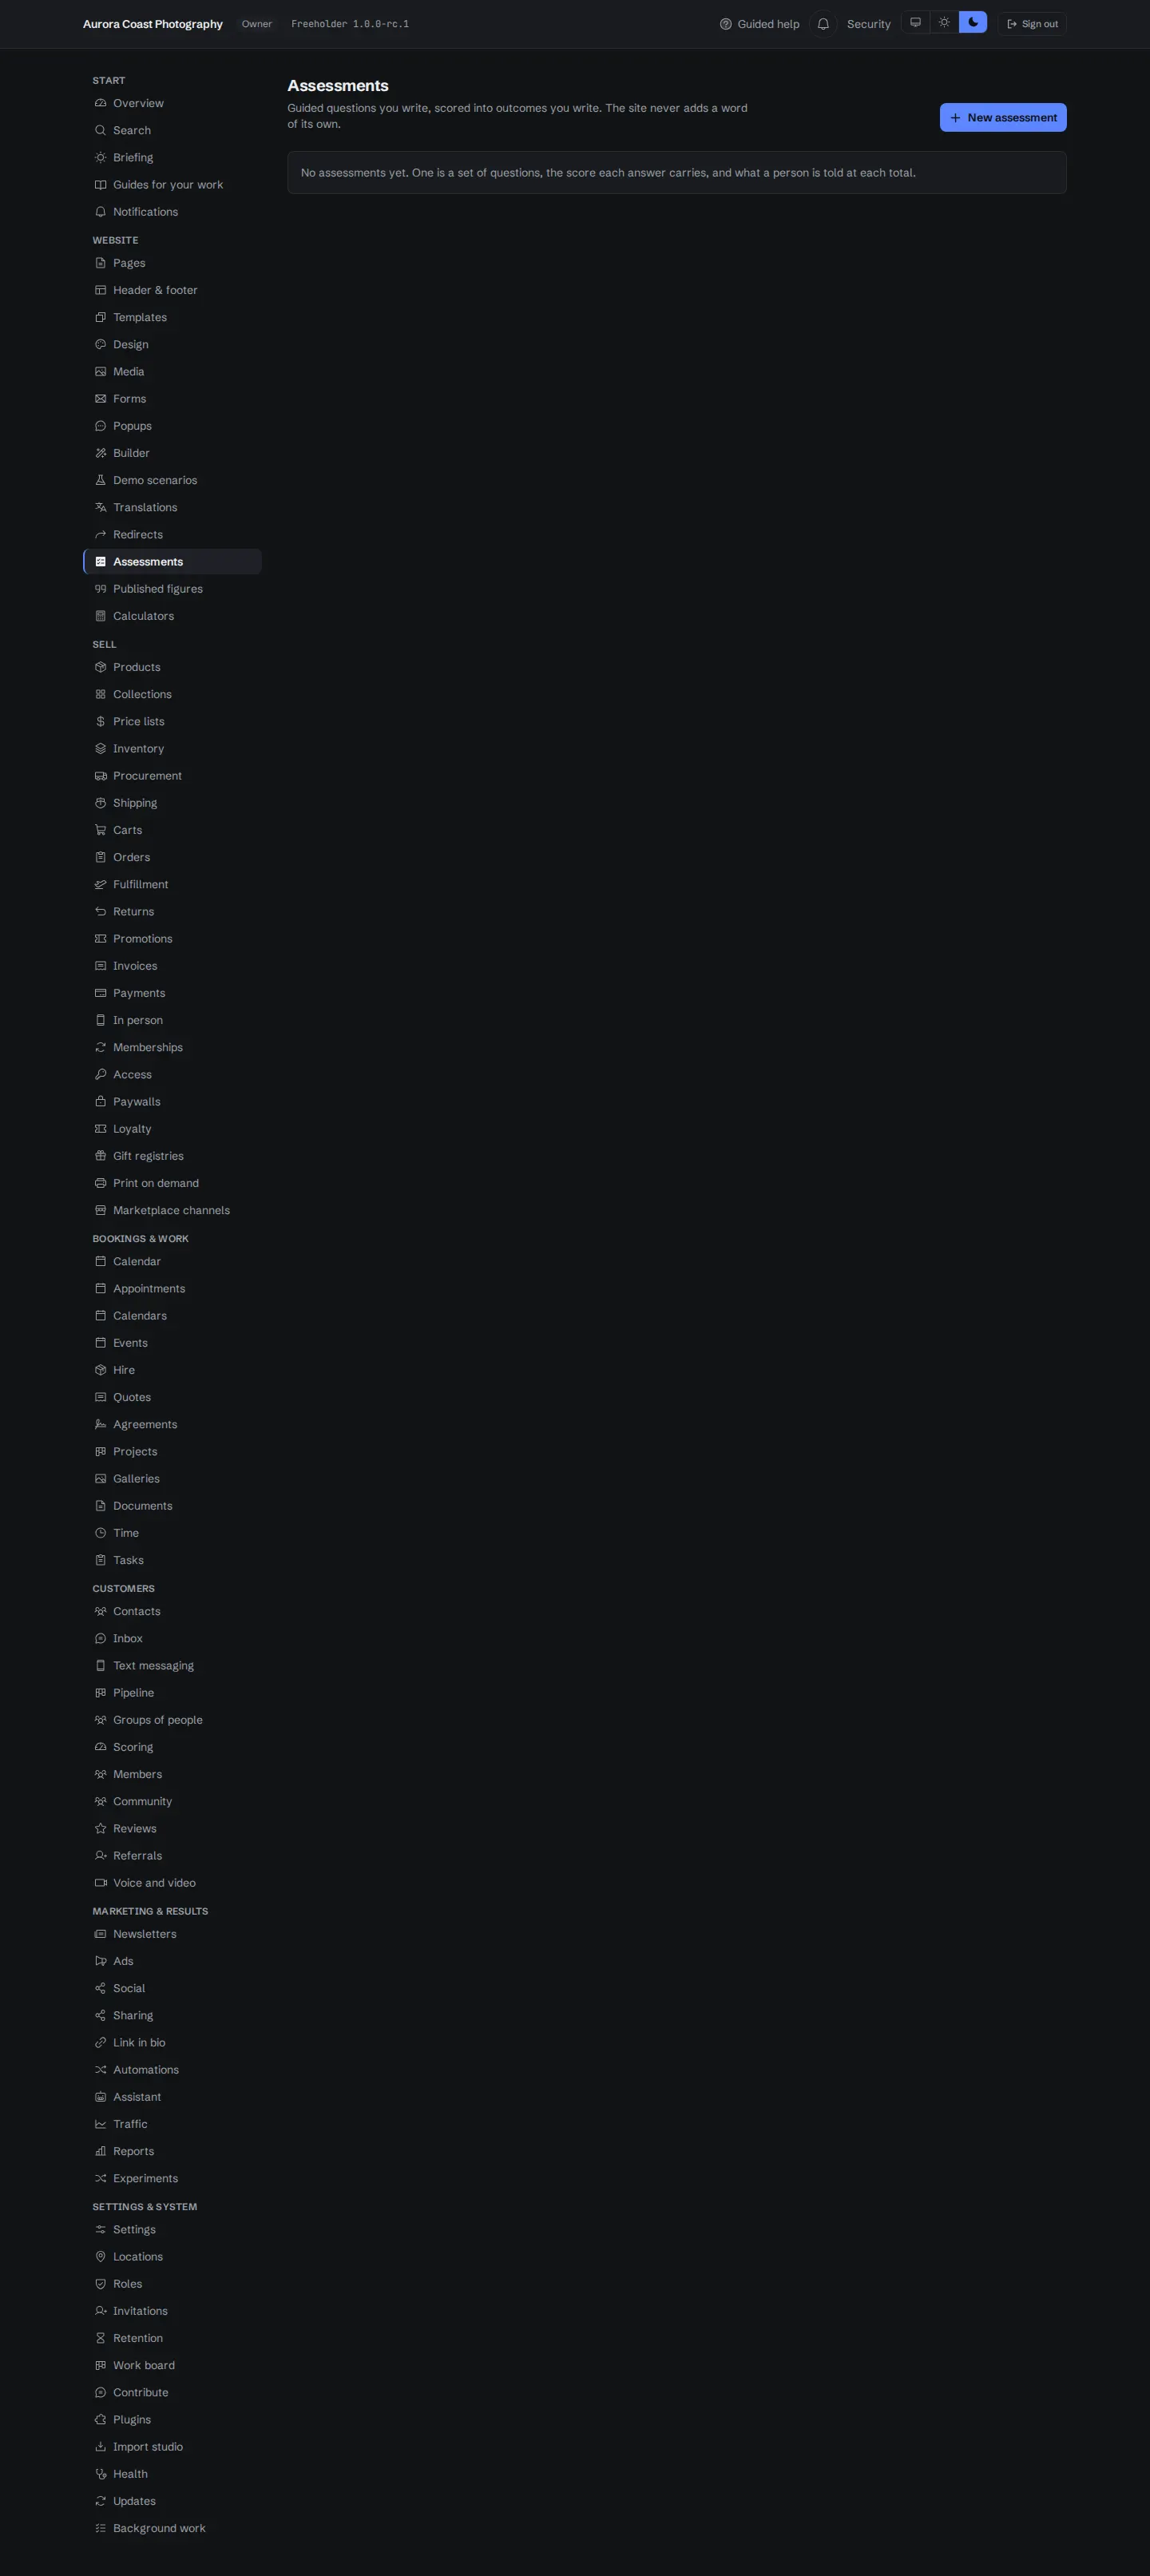 Aurora Coast Photography Owner Freeholder 1.0.0-rc.1 Guided help Security Sign out
START
Overview
Search
Briefing
Guides for your work
Notifications
WEBSITE
Pages
Header & footer
Templates
Design
Media
Forms
Popups
Builder
Demo scenarios
Translations
Redirects
Assessments
Published figures
Calculators
SELL
Products
Collections
Price lists
Inventory
Procurement
Shipping
Carts
Orders
Fulfillment
Returns
Promotions
Invoices
Payments
In person
Memberships
Access
Paywalls
Loyalty
Gift registries
Print on demand
Marketplace channels
BOOKINGS & WORK
Calendar
Appointments
Calendars
Events
Hire
Quotes
Agreements
Projects
Galleries
Documents
Time
Tasks
CUSTOMERS
Contacts
Inbox
Text messaging
Pipeline
Groups of people
Scoring
Members
Community
Reviews
Referrals
Voice and video
MARKETING & RESULTS
Newsletters
Ads
Social
Sharing
Link in bio
Automations
Assistant
Traffic
Reports
Experiments
SETTINGS & SYSTEM
Settings
Locations
Roles
Invitations
Retention
Work board
Contribute
Plugins
Import studio
Health
Updates
Background work
Assessments
Guided questions you write, scored into outcomes you write. The site never adds a word
of its own.
New assessment
No assessments yet. One is a set of questions, the score each answer carries, and what a person is told at each total.